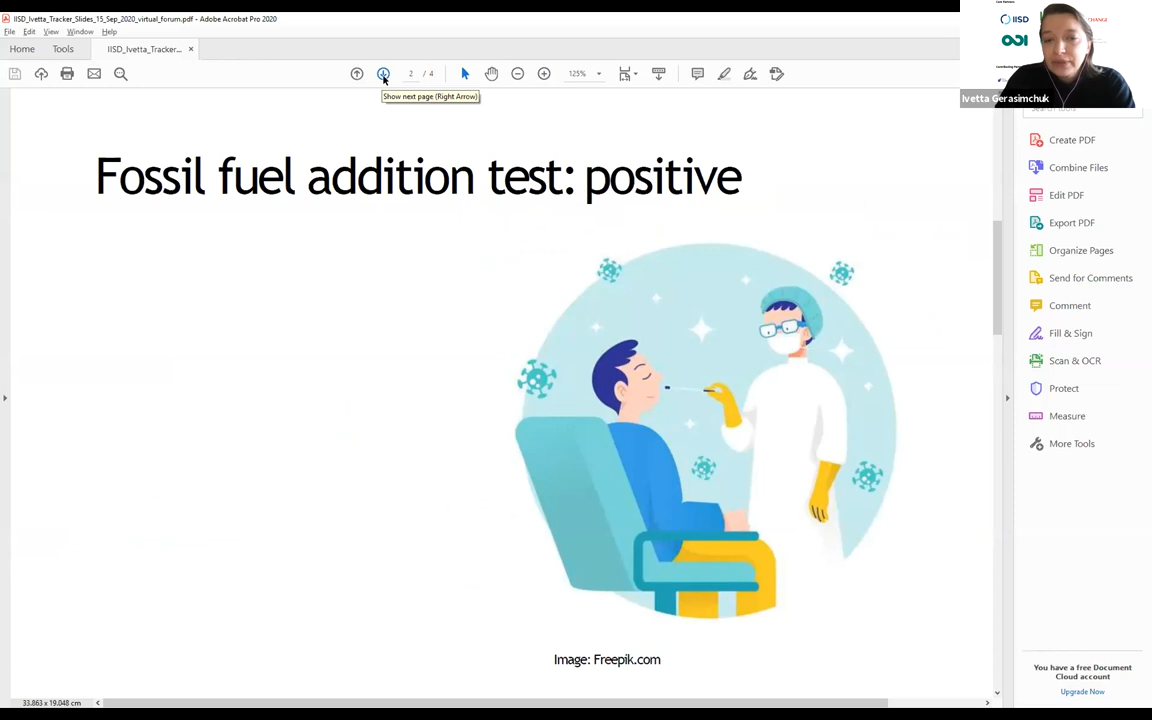 IISD_Ivetta_Tracker_Slides_15_Sep_2020_virtual_forum.pdf - Adobe Acrobat Pro 2020
File Edit View Window Help
Home Tools IISD_Ivetta_Tracker... ×
2 / 4 125%
Show next page (Right Arrow)
IISD
CHANGE
ODI
Ivetta Gerasimchuk
Fossil fuel addition test: positive
Image: Freepik.com
Create PDF
Combine Files
Edit PDF
Export PDF
Organize Pages
Send for Comments
Comment
Fill & Sign
Scan & OCR
Protect
Measure
More Tools
You have a free Document
Cloud account
Upgrade Now
33.863 x 19.048 cm